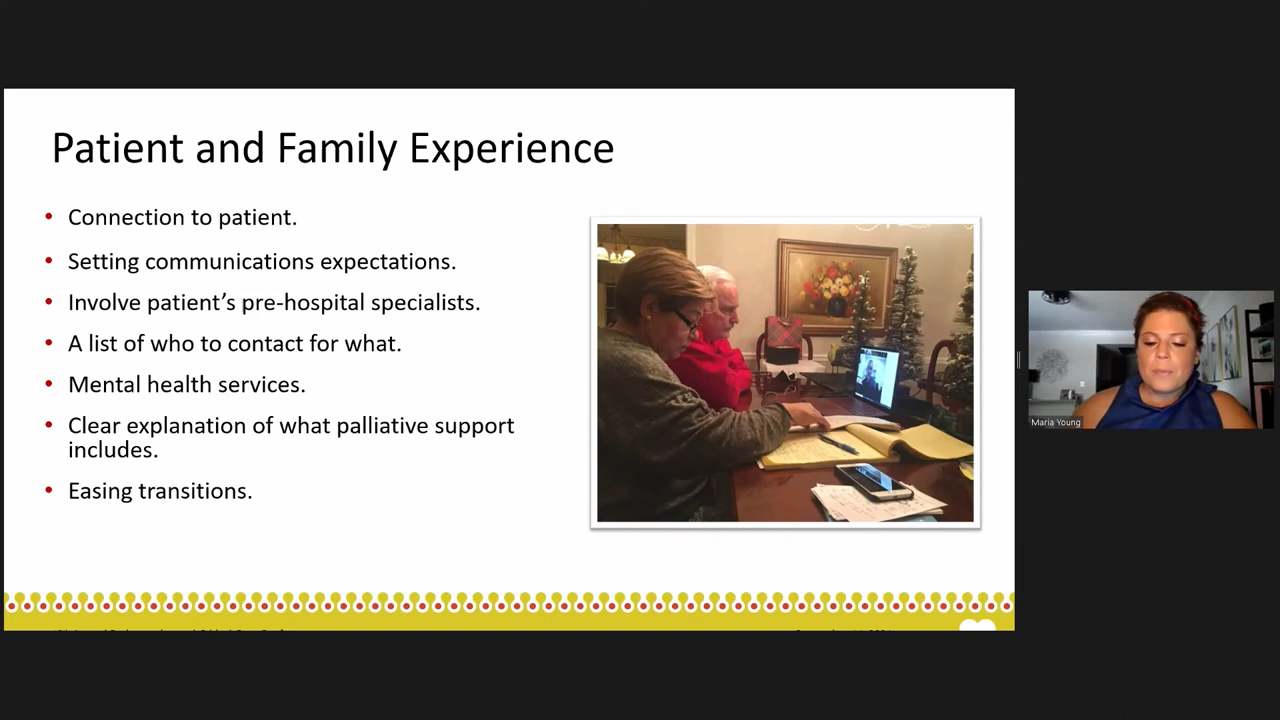 Patient and Family Experience
• Connection to patient.
• Setting communications expectations.
• Involve patient’s pre-hospital specialists.
• A list of who to contact for what.
• Mental health services.
• Clear explanation of what palliative support
includes.
• Easing transitions.
Maria Young